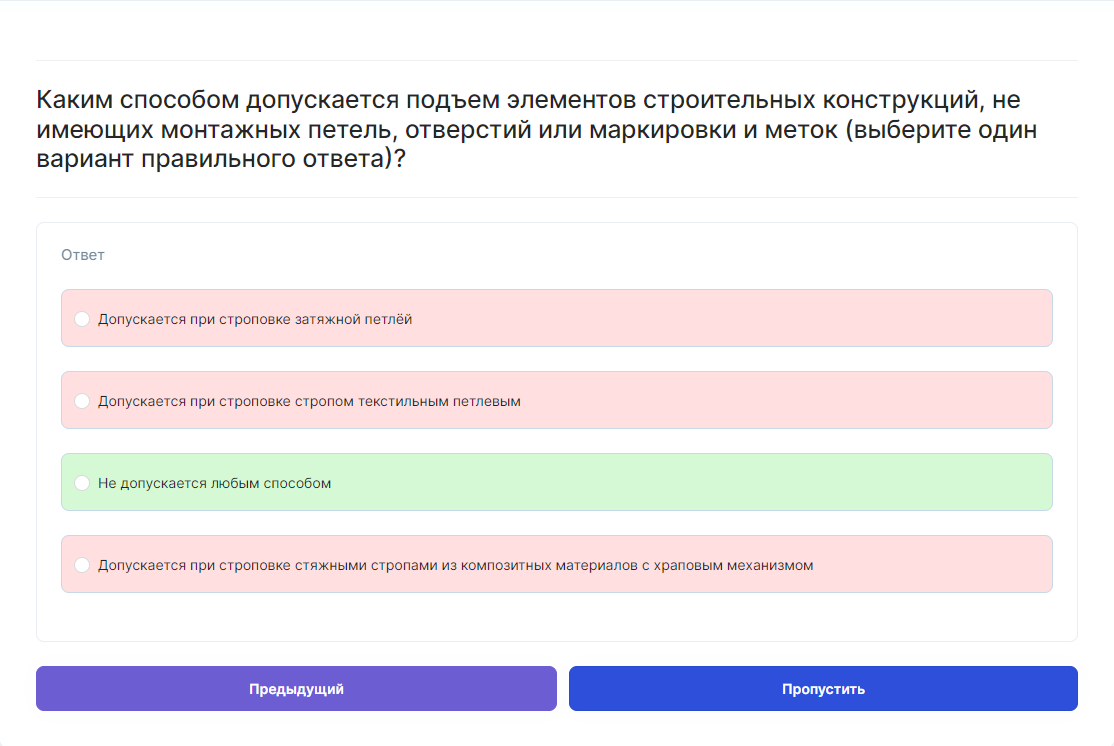 Каким способом допускается подъем элементов строительных конструкций, не
имеющих монтажных петель, отверстий или маркировки и меток (выберите один
вариант правильного ответа)?
Ответ
Допускается при строповке затяжной петлёй
Допускается при строповке стропом текстильным петлевым
Не допускается любым способом
Допускается при строповке стяжными стропами из композитных материалов с храповым механизмом
Предыдущий
Пропустить